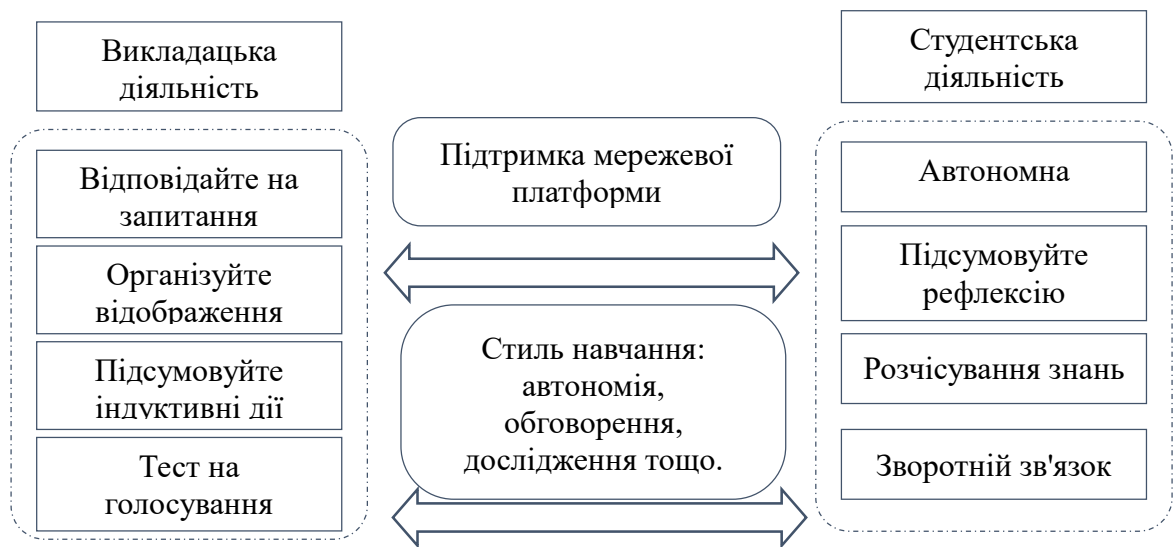 Викладацька
діяльність
Відповідайте на
запитання
Організуйте
відображення
Підсумовуйте
індуктивні дії
Тест на
голосування
Підтримка мережевої
платформи
Стиль навчання:
автономія,
обговорення,
дослідження тощо.
Студентська
діяльність
Автономна
Підсумовуйте
рефлексію
Розчісування знань
Зворотній зв'язок